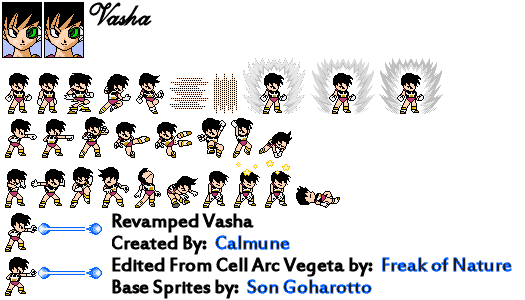 Vasha
Revamped Vasha
Created By: Calmune
Edited From Cell Arc Vegeta by: Freak of Nature
Base Sprites by: Son Goharotto